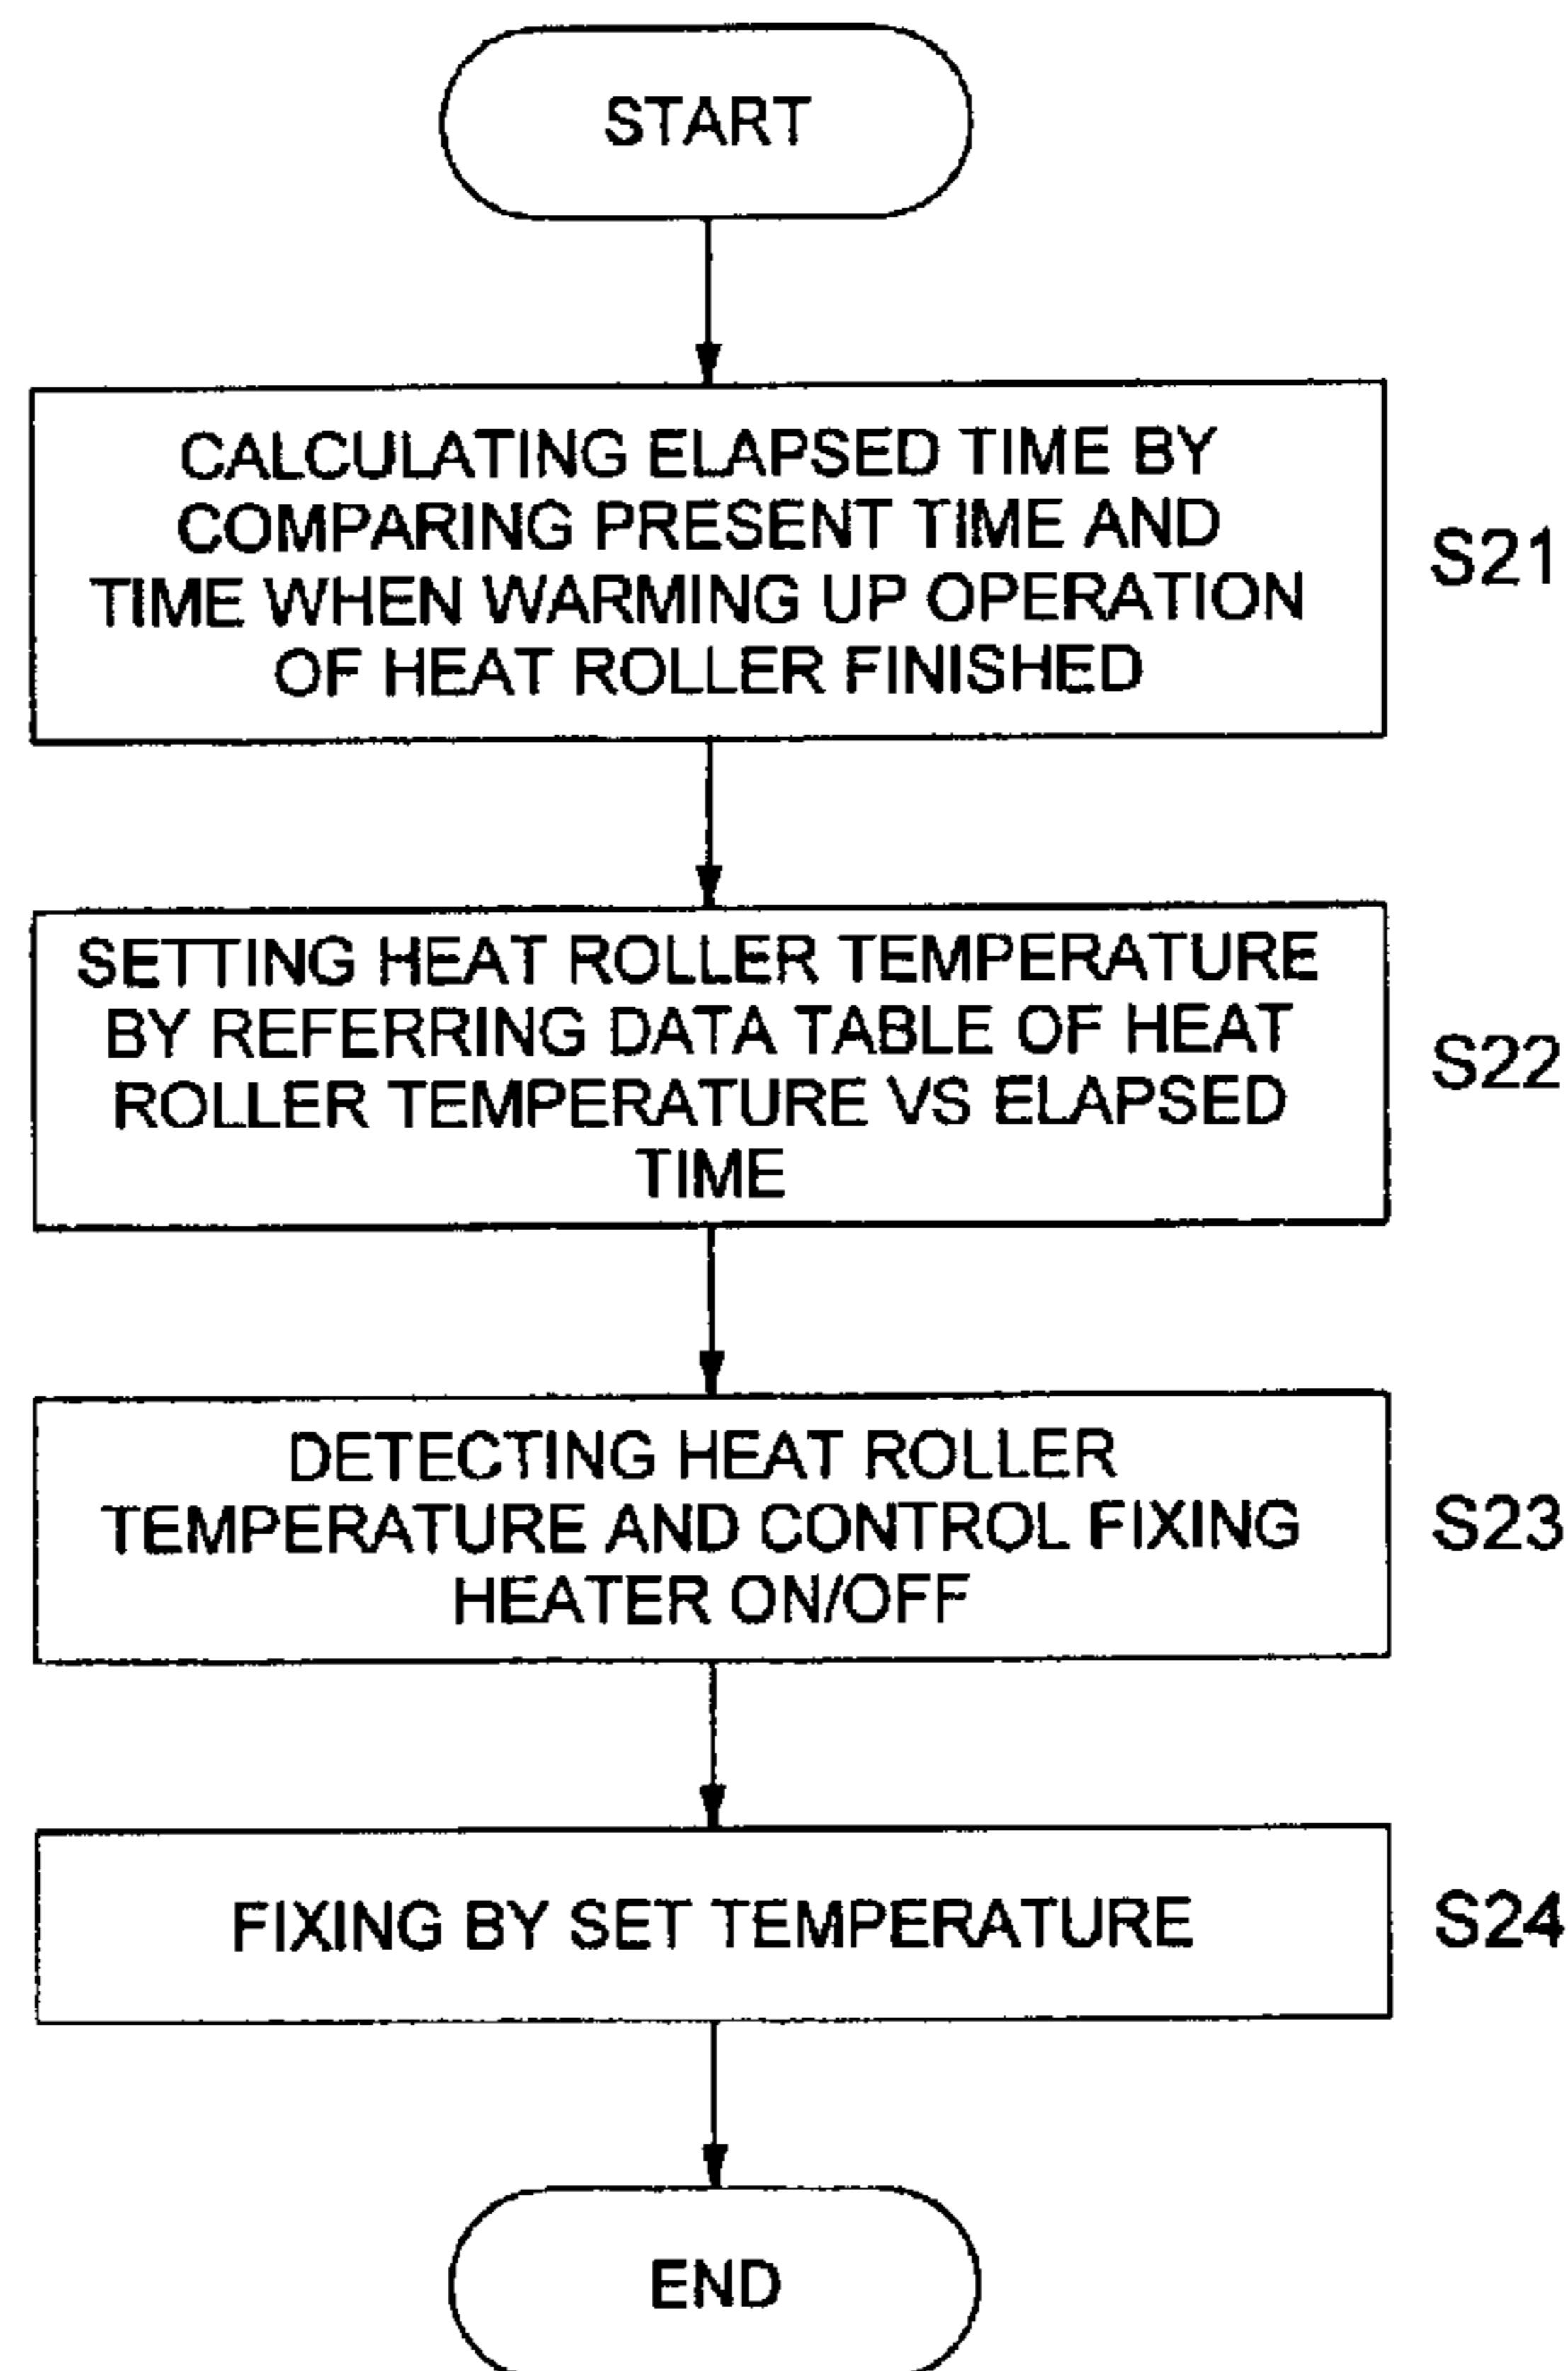 START
CALCULATING ELAPSED TIME BY
COMPARING PRESENT TIME AND
TIME WHEN WARMING UP OPERATION
OF HEAT ROLLER FINISHED
S21
SETTING HEAT ROLLER TEMPERATURE
BY REFERRING DATA TABLE OF HEAT
ROLLER TEMPERATURE VS ELAPSED
TIME
S22
DETECTING HEAT ROLLER
TEMPERATURE AND CONTROL FIXING
HEATER ON/OFF
S23
FIXING BY SET TEMPERATURE
S24
END